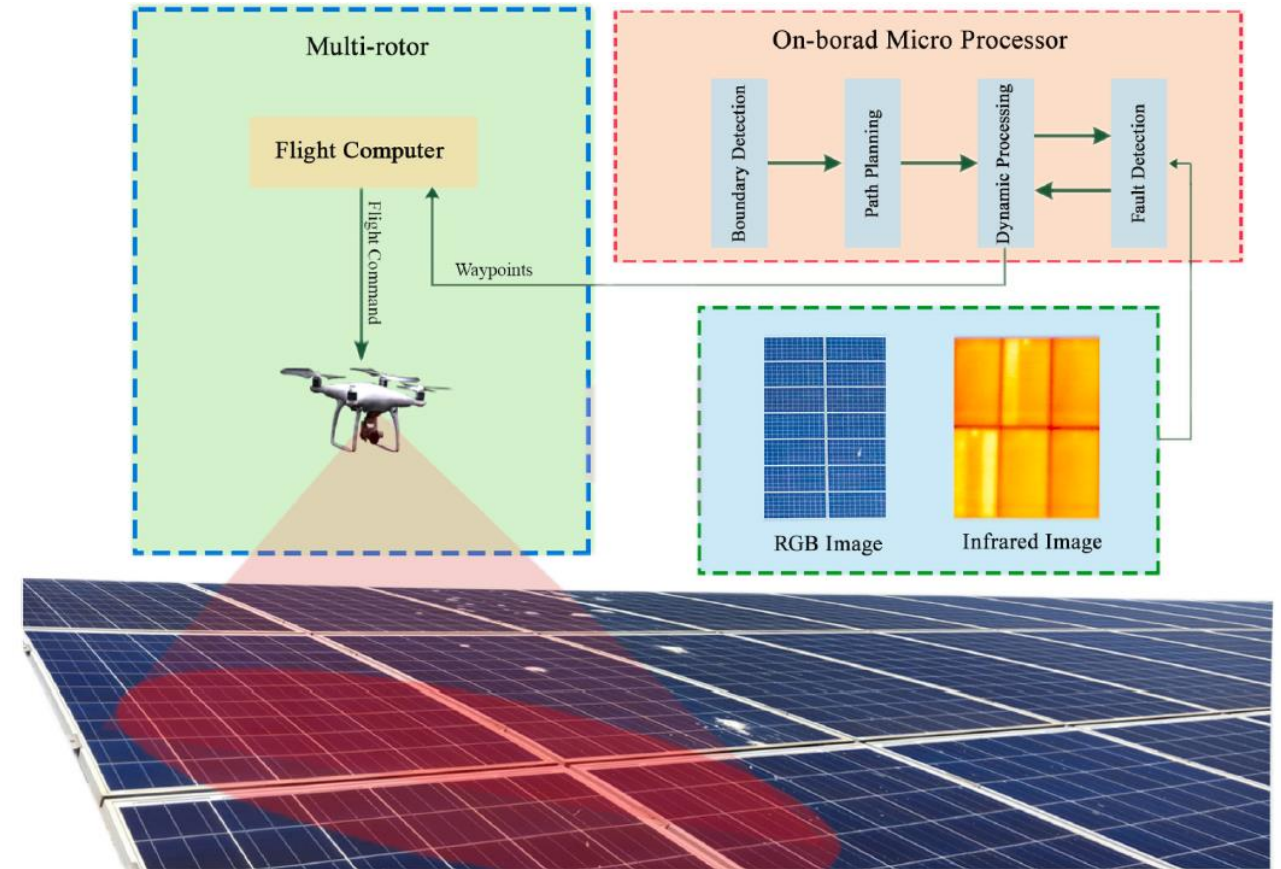 Multi-rotor
Flight Computer
Flight Command
Waypoints
On-borad Micro Processor
Boundary Detection
Path Planning
Dynamic Processing
Fault Detection
RGB Image
Infrared Image